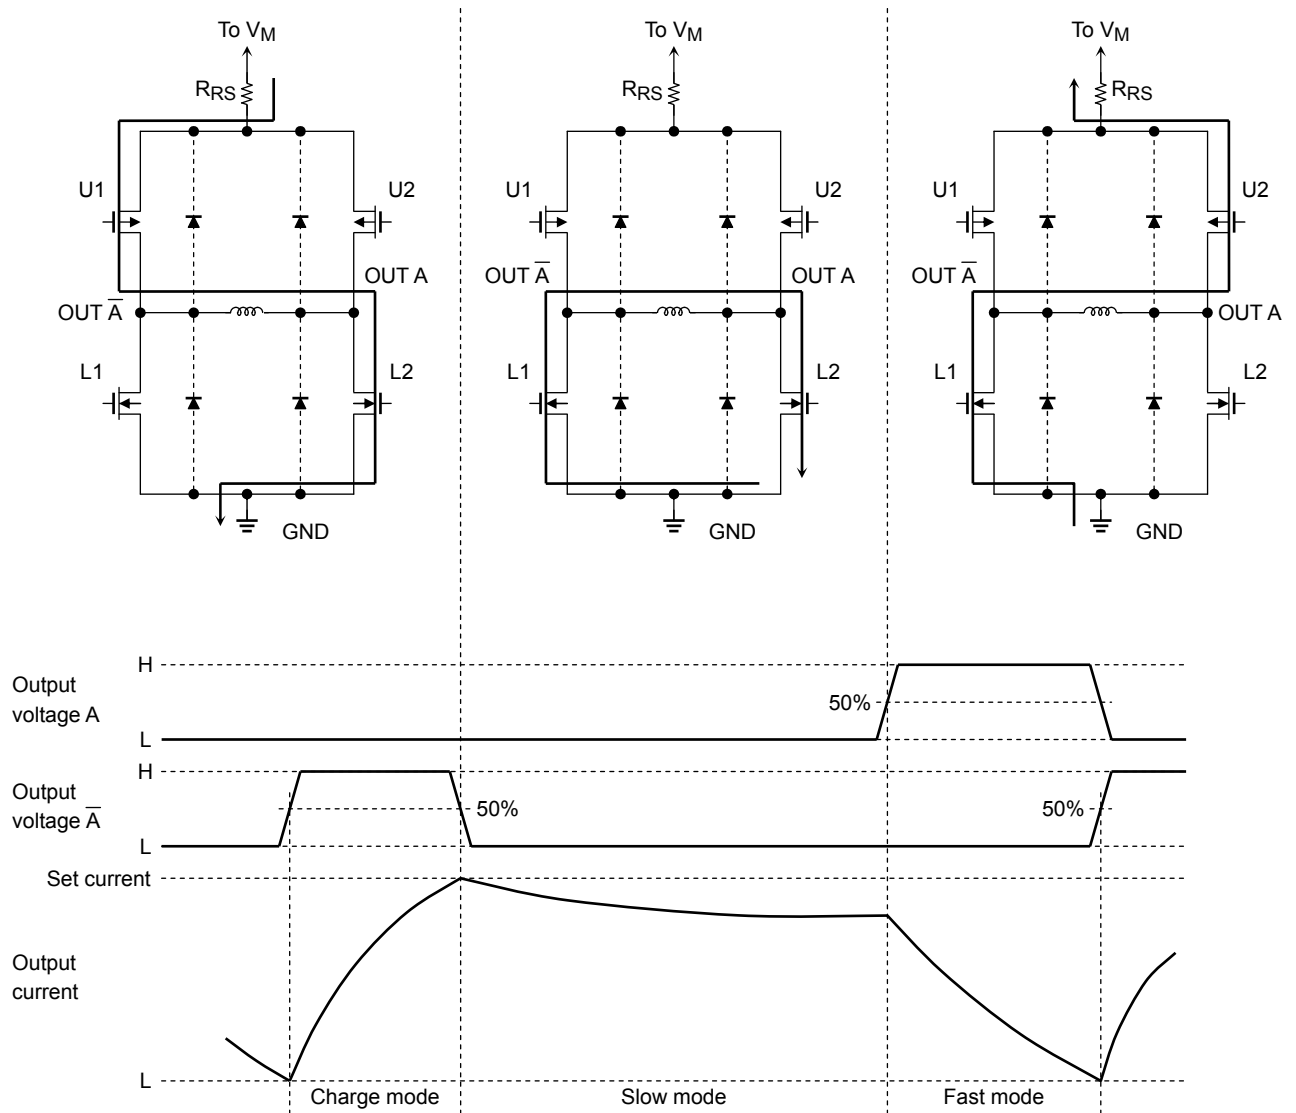 To VM
RRS
U1
U2
OUT A
OUT A̅
L1
L2
GND
To VM
RRS
U1
U2
OUT A̅
OUT A
L1
L2
GND
To VM
RRS
U1
U2
OUT A̅
OUT A
L1
L2
GND
H
Output
voltage A
50%
L
H
Output
voltage A̅
50%
50%
L
Set current
Output
current
L
Charge mode
Slow mode
Fast mode